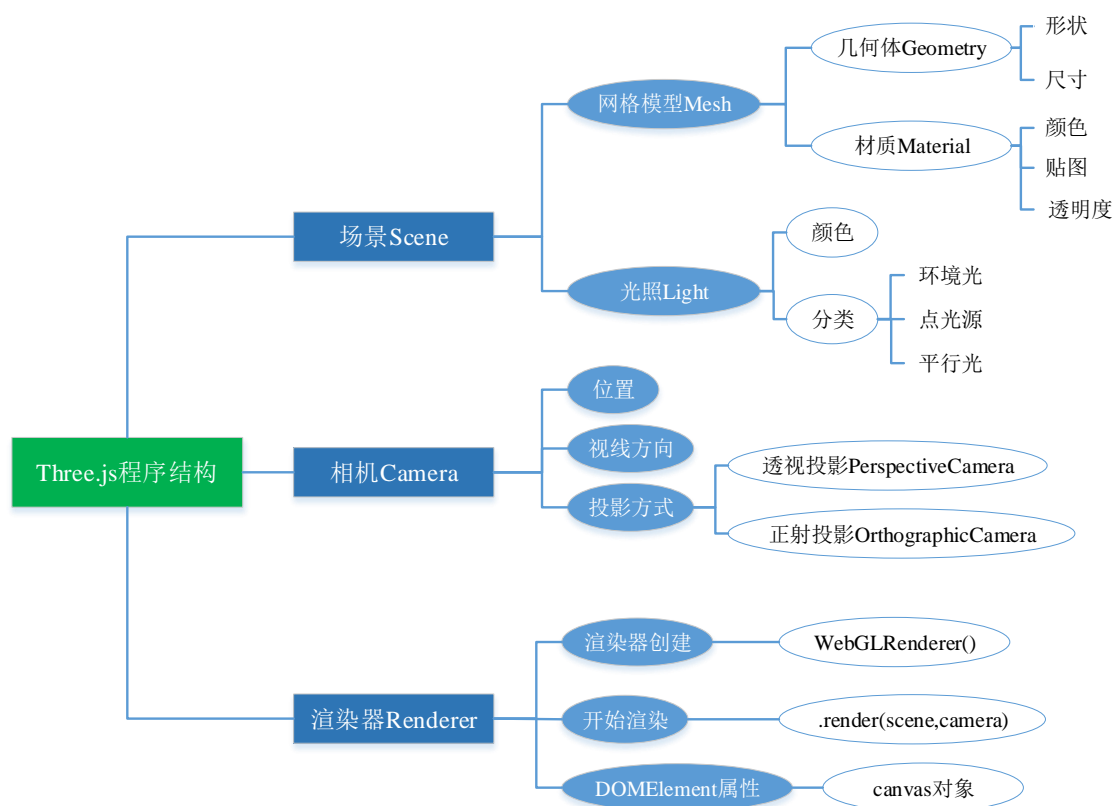 Three.js程序结构
场景Scene
网格模型Mesh
几何体Geometry
形状
尺寸
材质Material
颜色
贴图
透明度
光照Light
颜色
分类
环境光
点光源
平行光
相机Camera
位置
视线方向
投影方式
透视投影PerspectiveCamera
正射投影OrthographicCamera
渲染器Renderer
渲染器创建
WebGLRenderer()
开始渲染
.render(scene,camera)
DOMElement属性
canvas对象